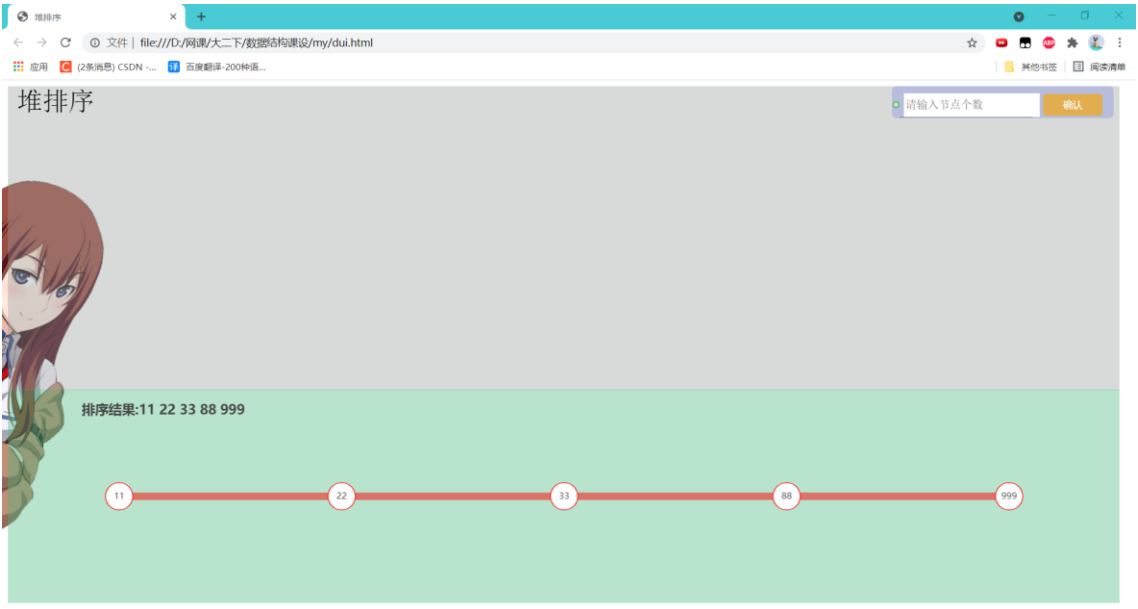 堆排序
文件 | file:///D:/网课/大二下/数据结构课设/my/dui.html
ABP
应用 C (2条消息) CSDN -... 译 百度翻译-200种语... 其他书签 阅读清单
堆排序 请输入节点个数 确认
排序结果:11 22 33 88 999
11 22 33 88 999